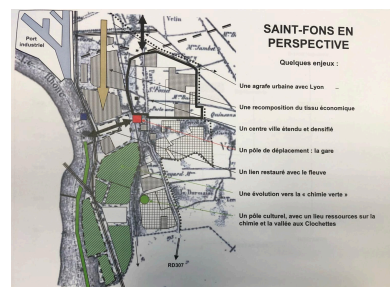 SAINT-FONS EN
PERSPECTIVE
Quelques enjeux :
Une agrafe urbaine avec Lyon
Une recomposition du tissu économique
Un centre ville étendu et densifié
Un pôle de déplacement : la gare
Un lien restauré avec le fleuve
Une évolution vers la « chimie verte »
Un pôle culturel, avec un lieu ressources sur la
chimie et la vallée aux Clochettes
Port
industriel
Velin
RD307